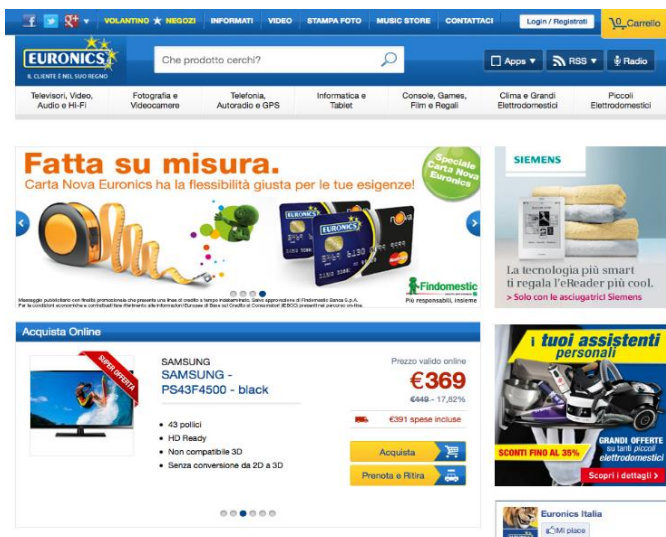 VOLANTINO ★ NEGOZI INFORMATI VIDEO STAMPA FOTO MUSIC STORE CONTATTACI Login / Registrati 0 Carrello
EURONICS
IL CLIENTE È NEL SUO REGNO
Che prodotto cerchi?
Apps RSS Radio
Televisori, Video, Audio e Hi-Fi
Fotografia e Videocamere
Telefonia, Autoradio e GPS
Informatica e Tablet
Console, Games, Film e Regali
Clima e Grandi Elettrodomestici
Piccoli Elettrodomestici
Fatta su misura.
Carta Nova Euronics ha la flessibilità giusta per le tue esigenze!
Speciale
Carta Nova
Euronics
EURONICS
nova
EURONICS
MasterCard
Findomestic
Più responsabili, insieme
SIEMENS
La tecnologia più smart
ti regala l'eReader più cool.
> Solo con le asciugatrici Siemens
Acquista Online
SUPER OFFERTA
SAMSUNG
SAMSUNG -
PS43F4500 - black
• 43 pollici
• HD Ready
• Non compatibile 3D
• Senza conversione da 2D a 3D
Prezzo valido online
€369
€449 - 17,82%
€391 spese incluse
Acquista
Prenota e Ritira
i tuoi assistenti
personali
SCONTI FINO AL 35%
GRANDI OFFERTE
su tanti piccoli
elettrodomestici
Scopri i dettagli >
Euronics Italia
Mi piace